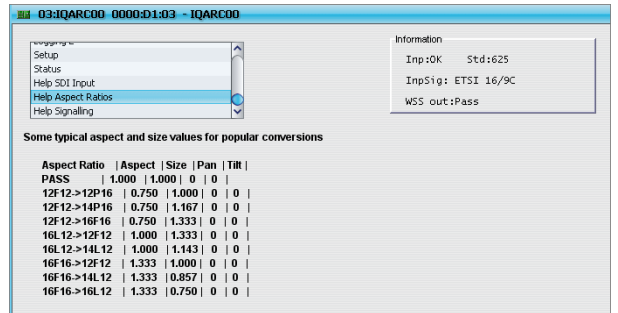 03:IQARC00 0000:D1:03 - IQARC00
Setup
Status
Help SDI Input
Help Aspect Ratios
Help Signalling
Information
Inp:OK Std:625
InpSig: ETSI 16/9C
WSS out:Pass
Some typical aspect and size values for popular conversions
Aspect Ratio | Aspect | Size | Pan | Tilt |
PASS | 1.000 | 1.000 | 0 | 0 |
12F12->12P16 | 0.750 | 1.000 | 0 | 0 |
12F12->14P16 | 0.750 | 1.167 | 0 | 0 |
12F12->16F16 | 0.750 | 1.333 | 0 | 0 |
16L12->12F12 | 1.000 | 1.333 | 0 | 0 |
16L12->14L12 | 1.000 | 1.143 | 0 | 0 |
16F16->12F12 | 1.333 | 1.000 | 0 | 0 |
16F16->14L12 | 1.333 | 0.857 | 0 | 0 |
16F16->16L12 | 1.333 | 0.750 | 0 | 0 |